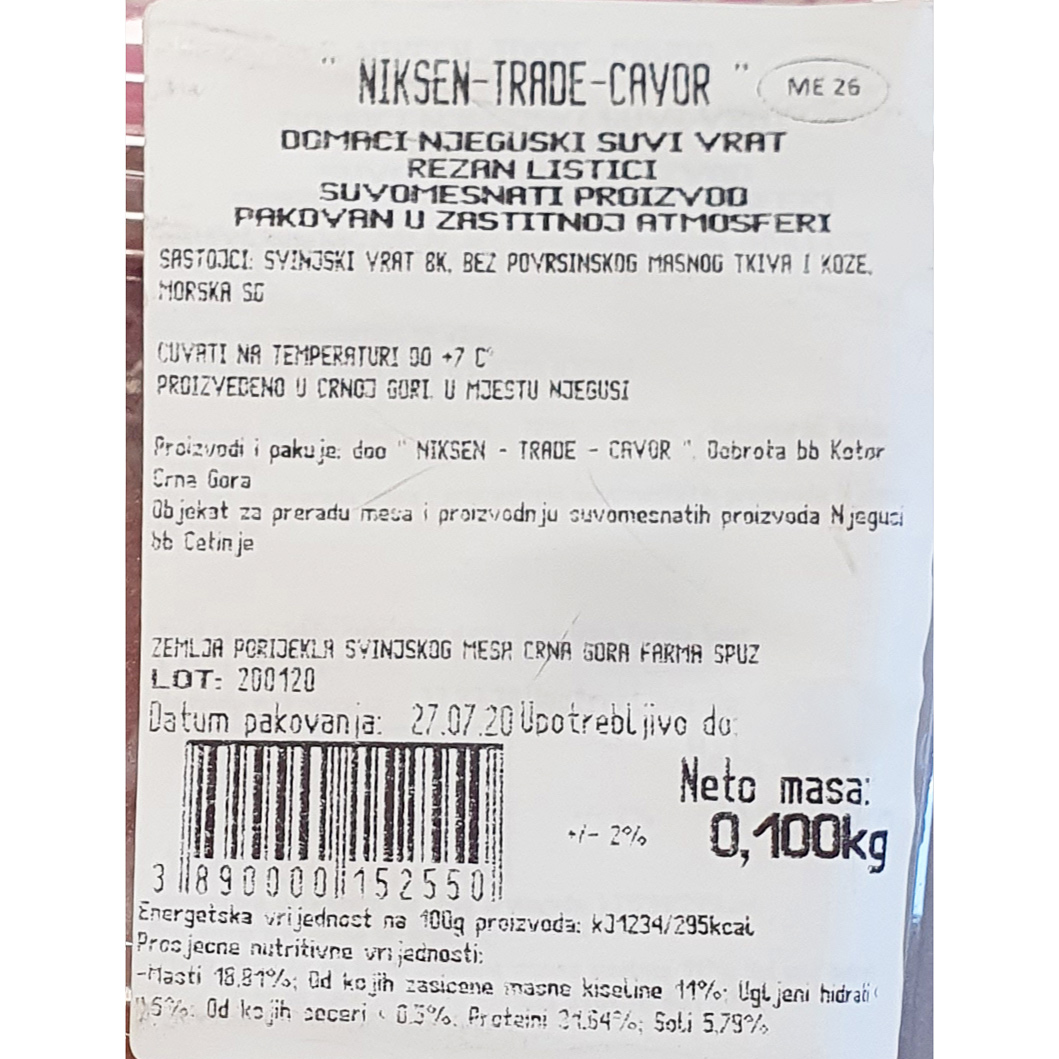 " NIKSEN-TRADE-CAVOR " ME 26
DOMACI NJEGUSKI SUVI VRAT
REZAN LISTICI
SUVOMESNATI PROIZVOD
PAKOVAN U ZASTITNOJ ATMOSFERI
SASTOJCI: SVINJSKI VRAT BK, BEZ POVRSINSKOG MASNOG TKIVA I KOZE,
MORSKA SO
CUVATI NA TEMPERATURI DO +7 C°
PROIZVEDENO U CRNOJ GORI, U MJESTU NJEGUSI
Proizvodi i pakuje: doo " NIKSEN - TRADE - CAVOR ", Dobrota bb Kotor
Crna Gora
Objekat za preradu mesa i proizvodnju suvomesnatih proizvoda Njegusi
bb Cetinje
ZEMLJA PORIJEKLA SVINJSKOG MESA CRNA GORA FARMA SPUZ
LOT: 200120
Datum pakovanja: 27.07.20 Upotrebljivo do:
Neto masa:
+/- 2% 0,100kg
3 890000 152550
Energetska vrijednost na 100g proizvoda: kJ1234/295kcal
Prosjecne nutritivne vrijednosti:
-Masti 18,81%; Od kojih zasicene masne kiseline 11%; Ugljeni hidrati <
0,5%; Od kojih seceri < 0,5%; Proteini 31,64%; Soli 5,79%